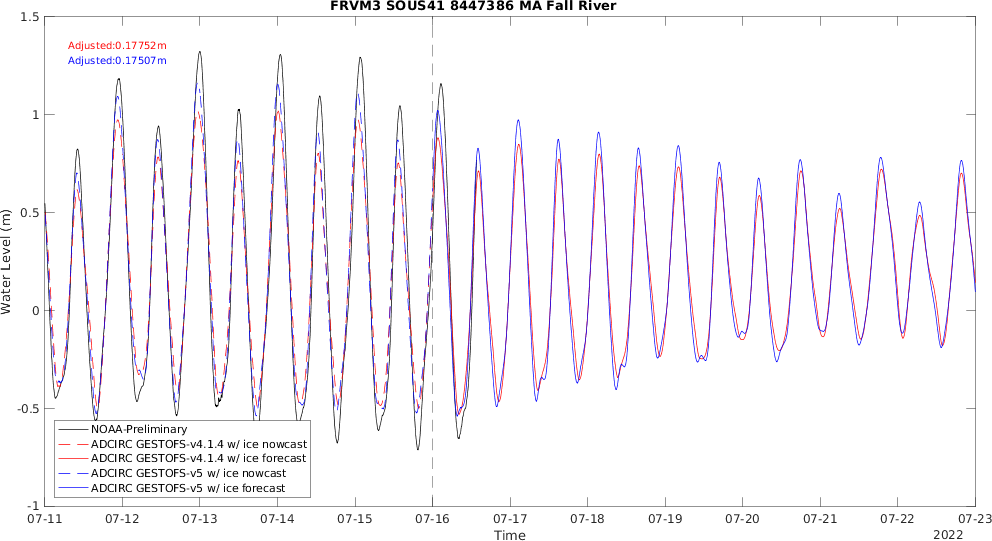 FRVM3 SOUS41 8447386 MA Fall River
Adjusted:0.17752m
Adjusted:0.17507m
Water Level (m)
1.5
1
0.5
0
-0.5
-1
NOAA-Preliminary
ADCIRC GESTOFS-v4.1.4 w/ ice nowcast
ADCIRC GESTOFS-v4.1.4 w/ ice forecast
ADCIRC GESTOFS-v5 w/ ice nowcast
ADCIRC GESTOFS-v5 w/ ice forecast
07-11 07-12 07-13 07-14 07-15 07-16 07-17 07-18 07-19 07-20 07-21 07-22 07-23
Time
2022